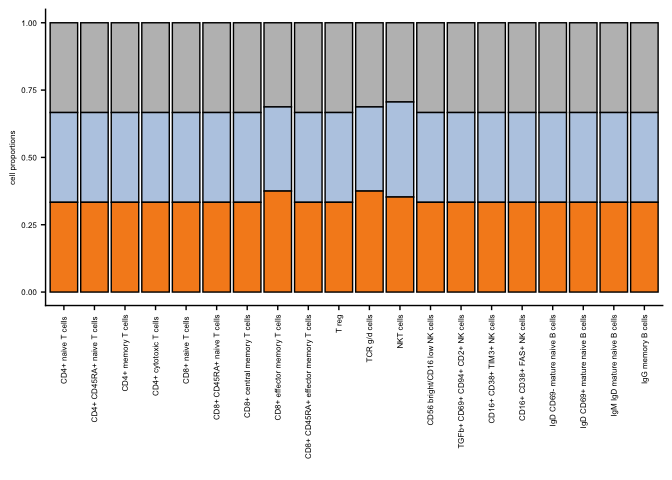 1.00
0.75
0.50
0.25
0.00
cell proportions
CD4+ naive T cells
CD4+ CD45RA+ naive T cells
CD4+ memory T cells
CD4+ cytotoxic T cells
CD8+ naive T cells
CD8+ CD45RA+ naive T cells
CD8+ central memory T cells
CD8+ effector memory T cells
CD8+ CD45RA+ effector memory T cells
T reg
TCR g/d cells
NKT cells
CD56 bright/CD16 low NK cells
TGFb+ CD69+ CD94+ CD2+ NK cells
CD16+ CD38+ TIM3+ NK cells
CD16+ CD38+ FAS+ NK cells
IgD CD69- mature naive B cells
IgD CD69+ mature naive B cells
IgM IgD mature naive B cells
IgG memory B cells